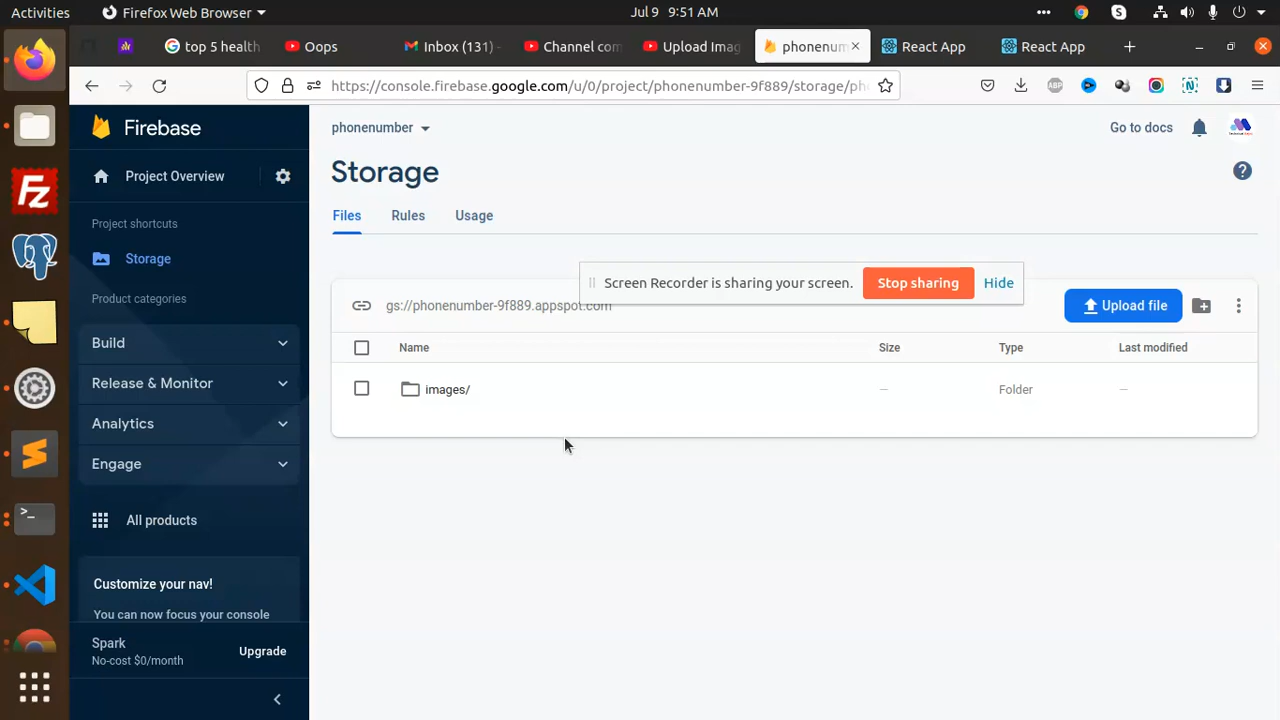 Activities
Firefox Web Browser
Jul 9 9:51 AM
top 5 health
Oops
Inbox (131) -
Channel com
Upload Imag
phonenum
React App
React App
https://console.firebase.google.com/u/0/project/phonenumber-9f889/storage/ph
ABP
Firebase
Project Overview
Project shortcuts
Storage
Product categories
Build
Release & Monitor
Analytics
Engage
All products
Customize your nav!
You can now focus your console
Spark
No-cost $0/month
Upgrade
phonenumber
Go to docs
Storage
Files
Rules
Usage
Screen Recorder is sharing your screen.
Stop sharing
Hide
gs://phonenumber-9f889.appspot.com
Upload file
Name
Size
Type
Last modified
images/
—
Folder
—